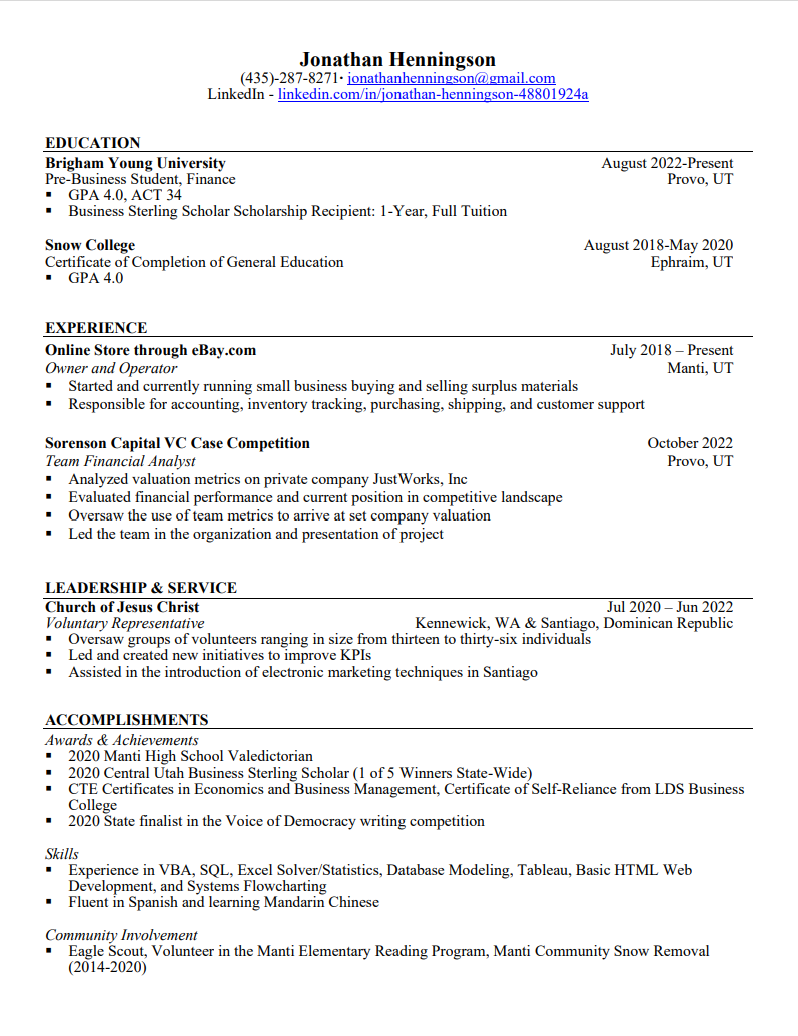 Jonathan Henningson
(435)-287-8271· jonathanhenningson@gmail.com
LinkedIn - linkedin.com/in/jonathan-henningson-48801924a
EDUCATION
Brigham Young University August 2022-Present
Pre-Business Student, Finance Provo, UT
▪ GPA 4.0, ACT 34
▪ Business Sterling Scholar Scholarship Recipient: 1-Year, Full Tuition
Snow College August 2018-May 2020
Certificate of Completion of General Education Ephraim, UT
▪ GPA 4.0
EXPERIENCE
Online Store through eBay.com July 2018 – Present
Owner and Operator Manti, UT
▪ Started and currently running small business buying and selling surplus materials
▪ Responsible for accounting, inventory tracking, purchasing, shipping, and customer support
Sorenson Capital VC Case Competition October 2022
Team Financial Analyst Provo, UT
▪ Analyzed valuation metrics on private company JustWorks, Inc
▪ Evaluated financial performance and current position in competitive landscape
▪ Oversaw the use of team metrics to arrive at set company valuation
▪ Led the team in the organization and presentation of project
LEADERSHIP & SERVICE
Church of Jesus Christ Jul 2020 – Jun 2022
Voluntary Representative Kennewick, WA & Santiago, Dominican Republic
▪ Oversaw groups of volunteers ranging in size from thirteen to thirty-six individuals
▪ Led and created new initiatives to improve KPIs
▪ Assisted in the introduction of electronic marketing techniques in Santiago
ACCOMPLISHMENTS
Awards & Achievements
▪ 2020 Manti High School Valedictorian
▪ 2020 Central Utah Business Sterling Scholar (1 of 5 Winners State-Wide)
▪ CTE Certificates in Economics and Business Management, Certificate of Self-Reliance from LDS Business
College
▪ 2020 State finalist in the Voice of Democracy writing competition
Skills
▪ Experience in VBA, SQL, Excel Solver/Statistics, Database Modeling, Tableau, Basic HTML Web
Development, and Systems Flowcharting
▪ Fluent in Spanish and learning Mandarin Chinese
Community Involvement
▪ Eagle Scout, Volunteer in the Manti Elementary Reading Program, Manti Community Snow Removal
(2014-2020)